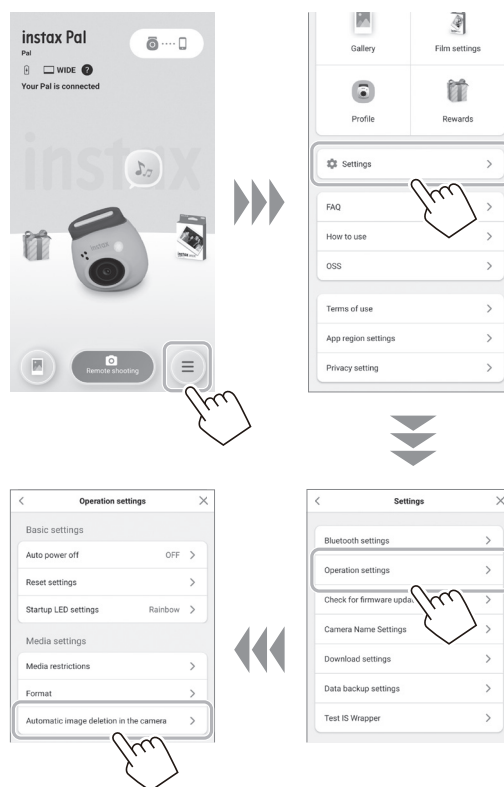 instax Pal
Pal
WIDE ?
Your Pal is connected
instax
instax
Remote shooting
Gallery
Film settings
Profile
Rewards
Settings
FAQ
How to use
OSS
Terms of use
App region settings
Privacy setting
Operation settings
Basic settings
Auto power off OFF
Reset settings
Startup LED settings Rainbow
Media settings
Media restrictions
Format
Automatic image deletion in the camera
Settings
Bluetooth settings
Operation settings
Check for firmware updat
Camera Name Settings
Download settings
Data backup settings
Test IS Wrapper